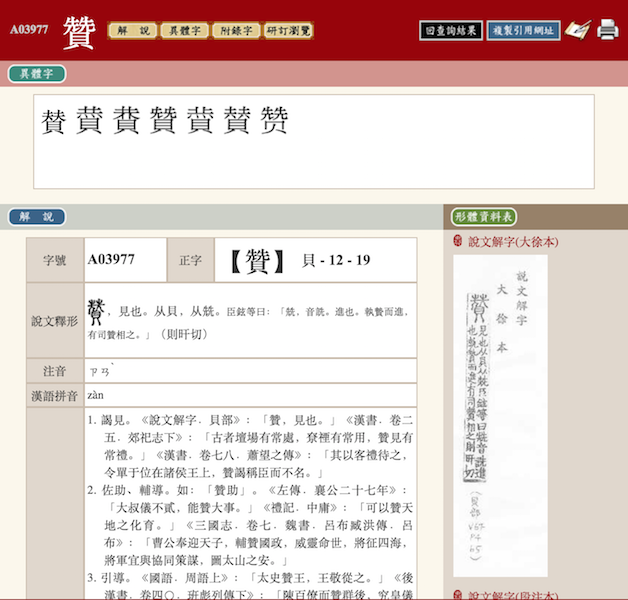 A03977 贊 解 說 異體字 附錄字 研訂瀏覽 回查詢結果 複製引用網址
異體字
賛 賛 贊 賛 赞
解 說
形體資料表
字號 A03977 正字 【贊】 貝 - 12 - 19
說文釋形 贊，見也。从貝，从兟。臣鉉等曰：「兟，音詵。進也。執贄而進，
有司贊相之。」（則旰切）
注音 ㄗㄢˋ
漢語拼音 zàn
1. 謁見。《說文解字．貝部》：「贊，見也。」《漢書．卷二
五．郊祀志下》：「古者壇場有常處，尞禋有常用，贊見有
常禮。」《漢書．卷七八．蕭望之傳》：「其以客禮待之，
令單于位在諸侯王上，贊謁稱臣而不名。」
2. 佐助、輔導。如：「贊助」。《左傳．襄公二十七年》：
「大叔儀不貳，能贊大事。」《禮記．中庸》：「可以贊天
地之化育。」《三國志．卷七．魏書．呂布臧洪傳．呂
布》：「曹公奉迎天子，輔贊國政，威靈命世，將征四海，
將軍宜與協同策謀，圖太山之安。」
3. 引導。《國語．周語上》：「太史贊王，王敬從之。」《後
漢書．卷四〇．班彪列傳下》：「陳百僚而贊群后，究皇儀
說文解字(大徐本)
說文解字
大徐本
贊 見也从貝从兟臣鉉等曰兟音詵進
也執贄而進有司贊相之則旰切
（貝部
說文解字(段注本)